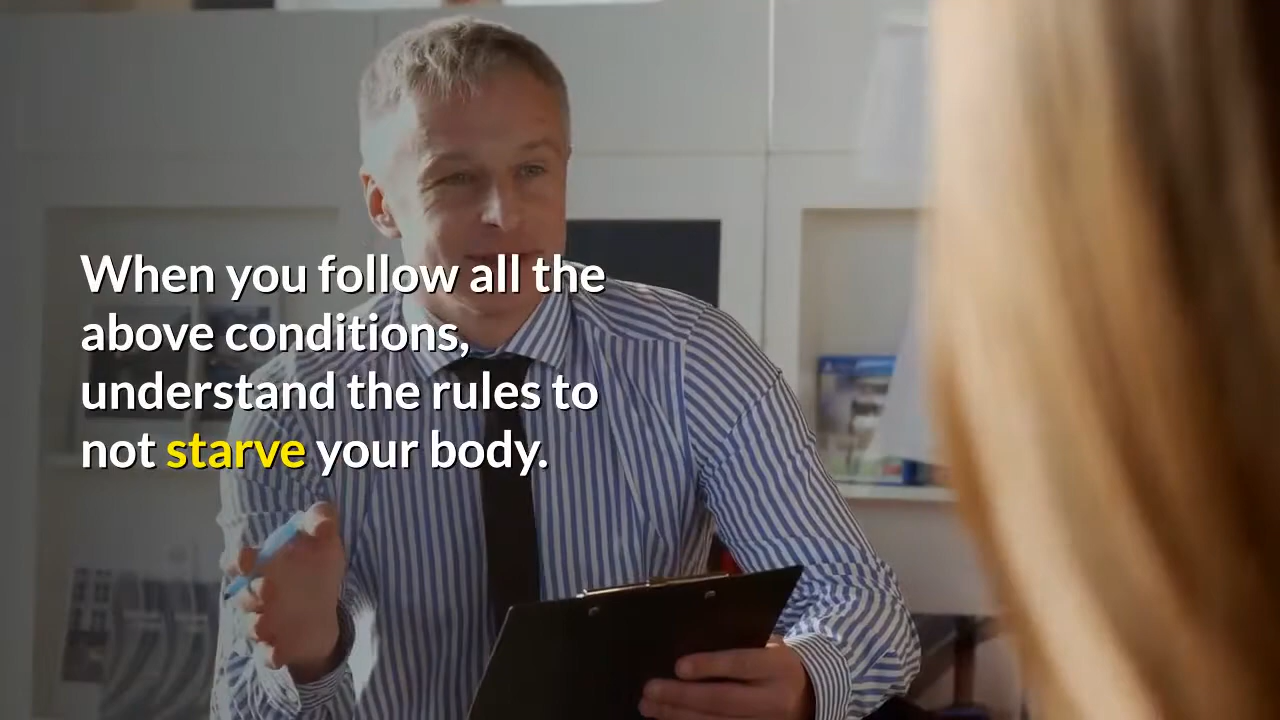 When you follow all the
above conditions,
understand the rules to
not starve your body.